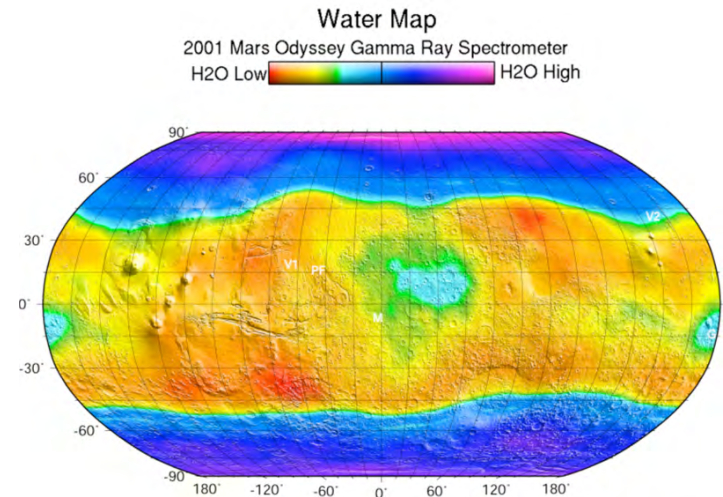 Water Map
2001 Mars Odyssey Gamma Ray Spectrometer
H2O Low H2O High
90°
60°
V2
30°
V1 PF
0°
M
G
-30°
-60°
-90
180° -120° -60° 0° 60° 120 180°